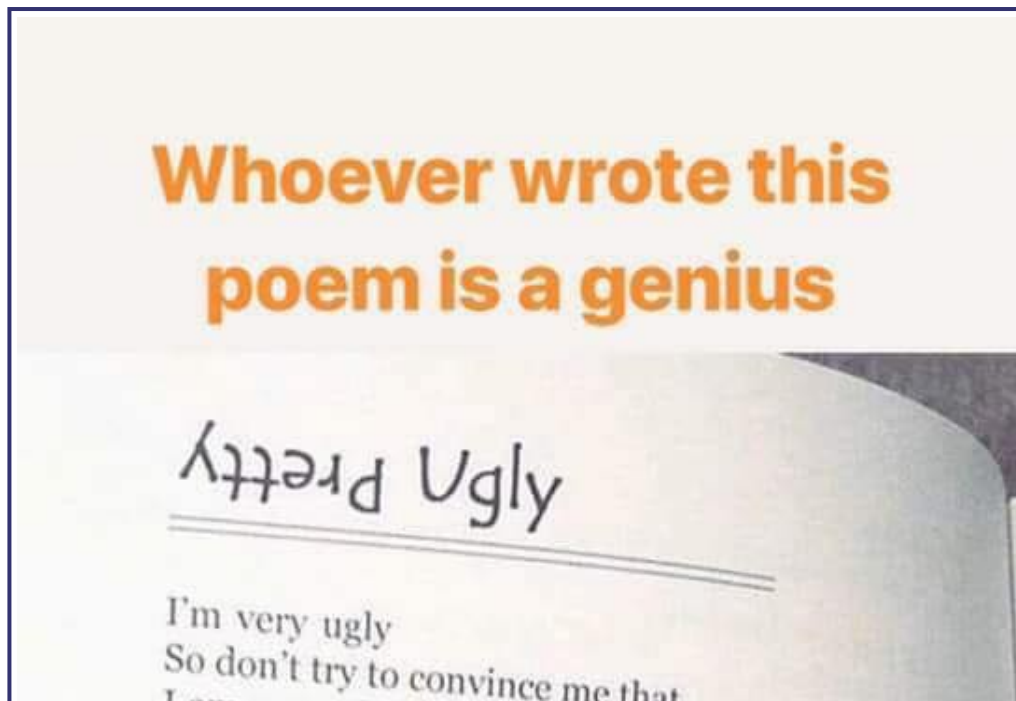 Whoever wrote this
poem is a genius
Pretty Ugly
I'm very ugly
So don't try to convince me that